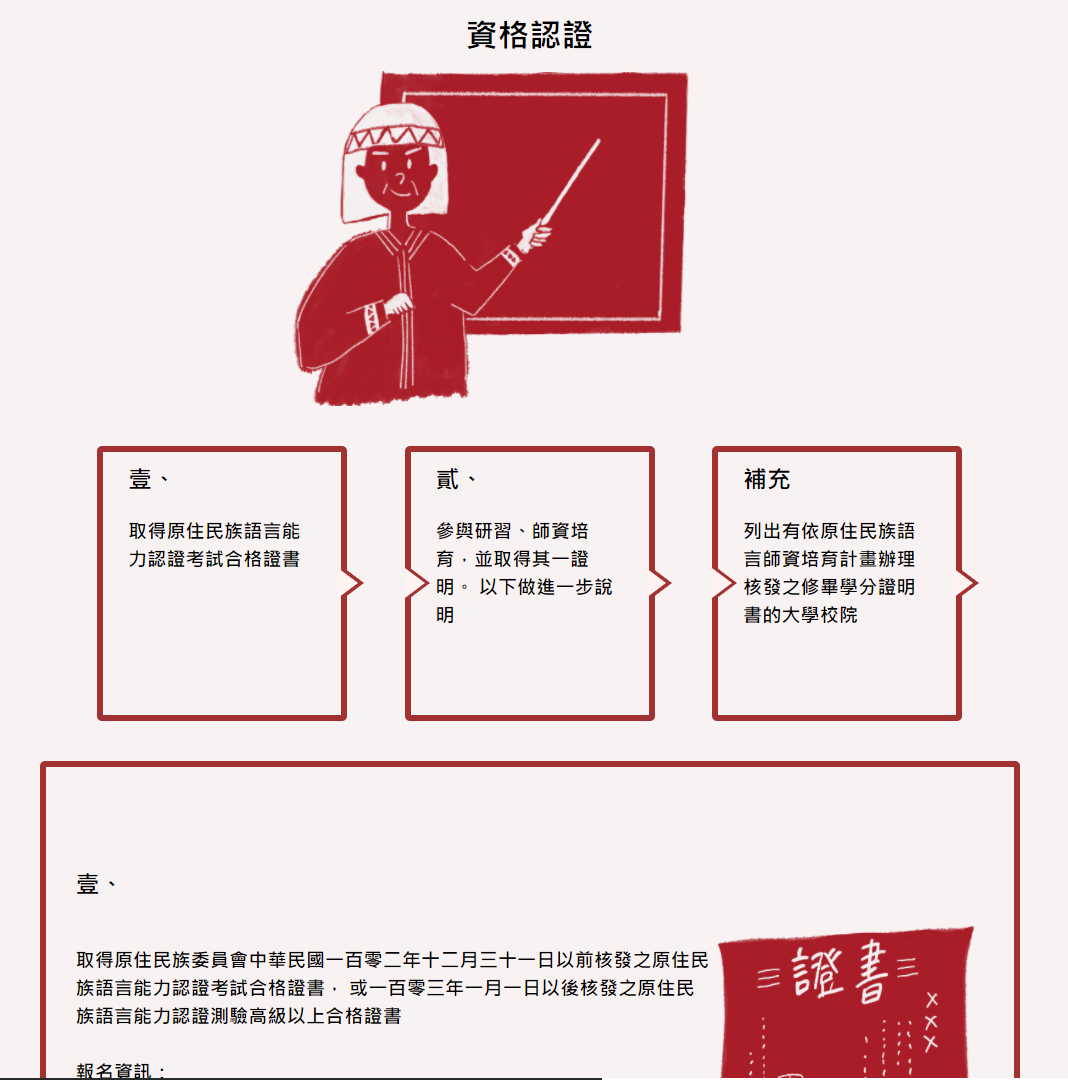 資格認證
壹、
取得原住民族語言能
力認證考試合格證書
貳、
參與研習、師資培
育，並取得其一證
明。 以下做進一步說
明
補充
列出有依原住民族語
言師資培育計畫辦理
核發之修畢學分證明
書的大學校院
壹、
取得原住民族委員會中華民國一百零二年十二月三十一日以前核發之原住民
族語言能力認證考試合格證書， 或一百零三年一月一日以後核發之原住民
族語言能力認證測驗高級以上合格證書
報名資訊：
證書